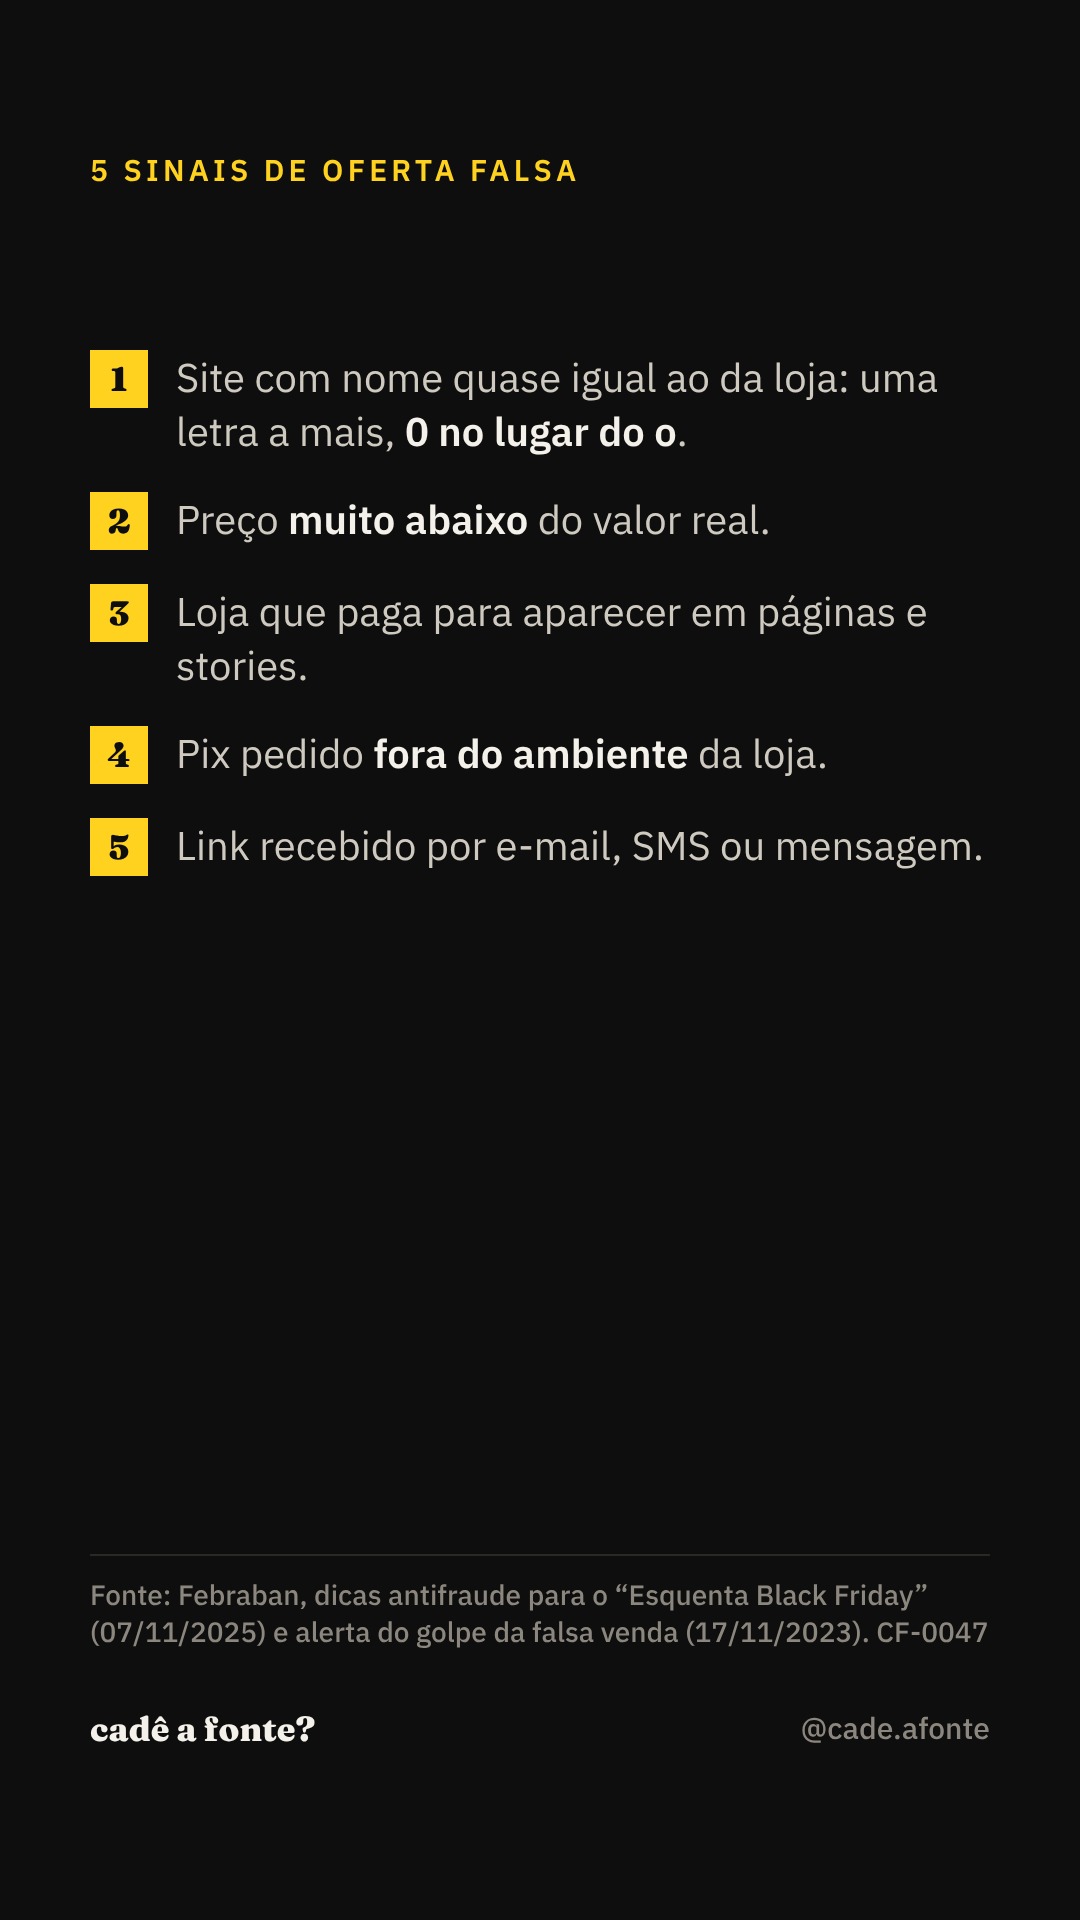 5 SINAIS DE OFERTA FALSA
1 Site com nome quase igual ao da loja: uma
letra a mais, 0 no lugar do o.
2 Preço muito abaixo do valor real.
3 Loja que paga para aparecer em páginas e
stories.
4 Pix pedido fora do ambiente da loja.
5 Link recebido por e-mail, SMS ou mensagem.
Fonte: Febraban, dicas antifraude para o “Esquenta Black Friday”
(07/11/2025) e alerta do golpe da falsa venda (17/11/2023). CF-0047
cadê a fonte? @cade.afonte